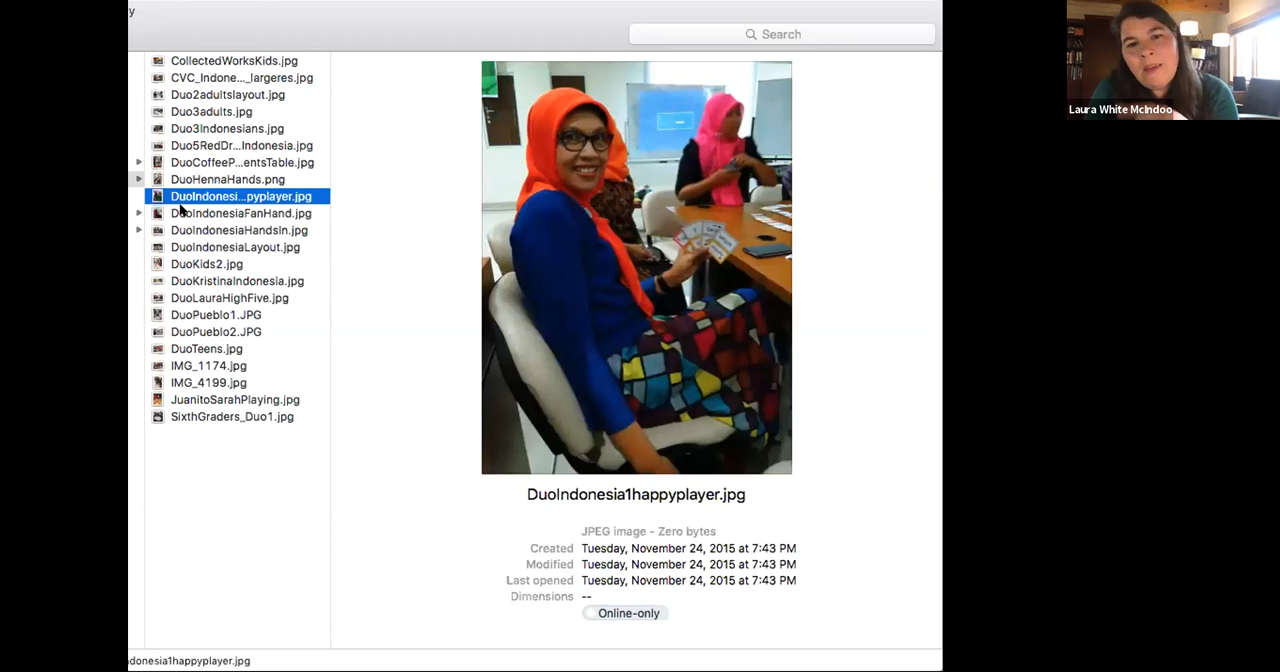 y
Search
CollectedWorksKids.jpg
CVC_Indone..._largeres.jpg
Duo2adultslayout.jpg
Duo3adults.jpg
Duo3Indonesians.jpg
Duo5RedDr...Indonesia.jpg
DuoCoffeeP...entsTable.jpg
DuoHennaHands.png
DuoIndonesi...pyplayer.jpg
DuoIndonesiaFanHand.jpg
DuoIndonesiaHandsIn.jpg
DuoIndonesiaLayout.jpg
DuoKids2.jpg
DuoKristinaIndonesia.jpg
DuoLauraHighFive.jpg
DuoPueblo1.JPG
DuoPueblo2.JPG
DuoTeens.jpg
IMG_1174.jpg
IMG_4199.jpg
JuanitoSarahPlaying.jpg
SixthGraders_Duo1.jpg
DuoIndonesia1happyplayer.jpg
JPEG image - Zero bytes
Created Tuesday, November 24, 2015 at 7:43 PM
Modified Tuesday, November 24, 2015 at 7:43 PM
Last opened Tuesday, November 24, 2015 at 7:43 PM
Dimensions --
Online-only
donesia1happyplayer.jpg
Laura White McIndoo